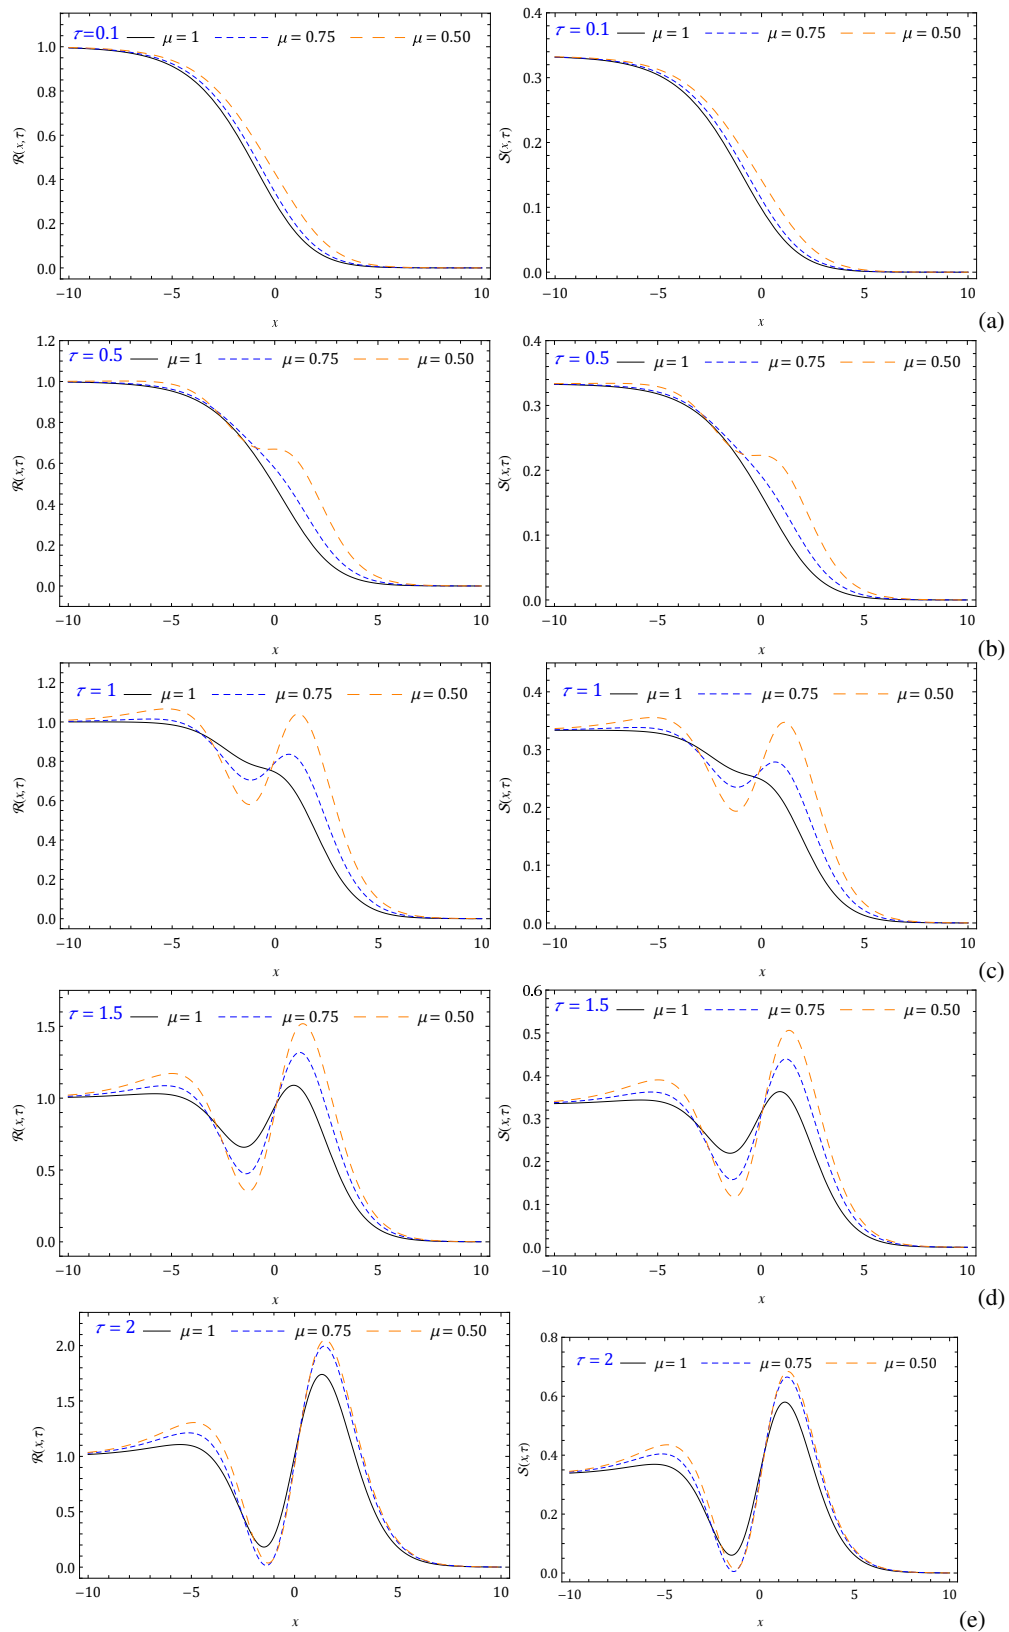 τ=0.1 μ = 1 μ = 0.75 μ = 0.50
1.0
0.8
0.6
0.4
0.2
0.0
ℛ(x,τ)
−10 −5 0 5 10
x
τ = 0.1 μ = 1 μ = 0.75 μ = 0.50
0.4
0.3
0.2
0.1
0.0
𝒮(x,τ)
−10 −5 0 5 10
x
(a)
τ = 0.5 μ = 1 μ = 0.75 μ = 0.50
1.2
1.0
0.8
0.6
0.4
0.2
0.0
ℛ(x,τ)
−10 −5 0 5 10
x
τ = 0.5 μ = 1 μ = 0.75 μ = 0.50
0.4
0.3
0.2
0.1
0.0
𝒮(x,τ)
−10 −5 0 5 10
x
(b)
τ = 1 μ = 1 μ = 0.75 μ = 0.50
1.2
1.0
0.8
0.6
0.4
0.2
0.0
ℛ(x,τ)
−10 −5 0 5 10
x
τ = 1 μ = 1 μ = 0.75 μ = 0.50
0.4
0.3
0.2
0.1
0.0
𝒮(x,τ)
−10 −5 0 5 10
x
(c)
τ = 1.5 μ = 1 μ = 0.75 μ = 0.50
1.5
1.0
0.5
0.0
ℛ(x,τ)
−10 −5 0 5 10
x
τ = 1.5 μ = 1 μ = 0.75 μ = 0.50
0.6
0.5
0.4
0.3
0.2
0.1
0.0
𝒮(x,τ)
−10 −5 0 5 10
x
(d)
τ = 2 μ = 1 μ = 0.75 μ = 0.50
2.0
1.5
1.0
0.5
0.0
ℛ(x,τ)
−10 −5 0 5 10
x
τ = 2 μ = 1 μ = 0.75 μ = 0.50
0.8
0.6
0.4
0.2
0.0
𝒮(x,τ)
−10 −5 0 5 10
x
(e)